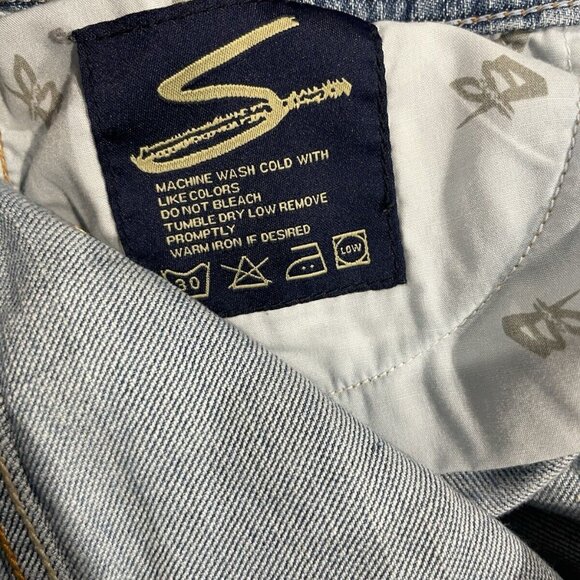 S
MACHINE WASH COLD WITH
LIKE COLORS
DO NOT BLEACH
TUMBLE DRY LOW REMOVE
PROMPTLY
WARM IRON IF DESIRED
30
LOW